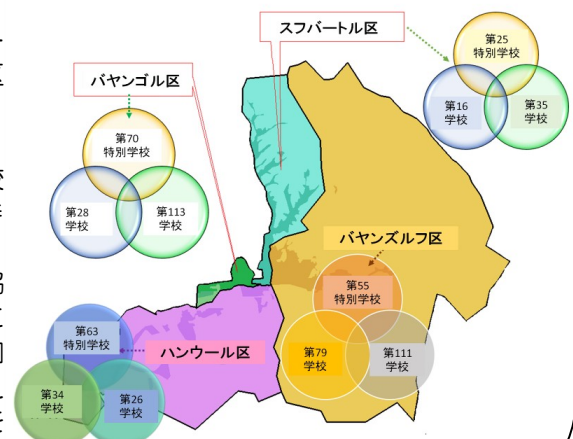 スフバートル区
第25
特別学校
第16
学校
第35
学校
バヤンゴル区
第70
特別学校
第28
学校
第113
学校
バヤンズルフ区
第55
特別学校
第79
学校
第111
学校
ハンウール区
第63
特別学校
第34
学校
第26
学校